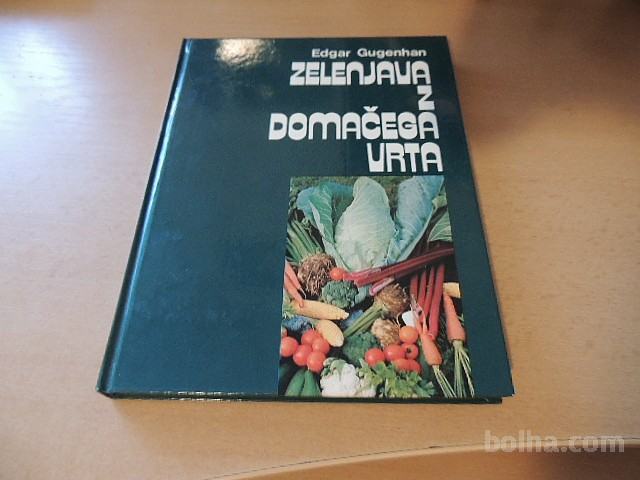 Edgar Gugenhan
ZELENJAVA
Z
DOMAČEGA
VRTA
bolha.com